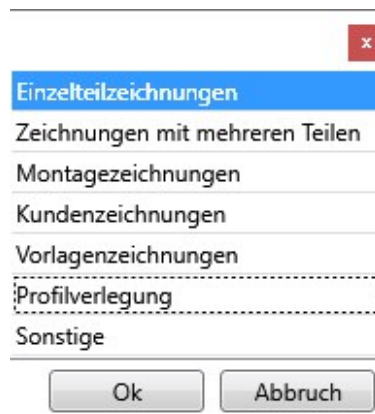 x
Einzelteilzeichnungen
Zeichnungen mit mehreren Teilen
Montagezeichnungen
Kundenzeichnungen
Vorlagenzeichnungen
Profilverlegung
Sonstige
Ok Abbruch